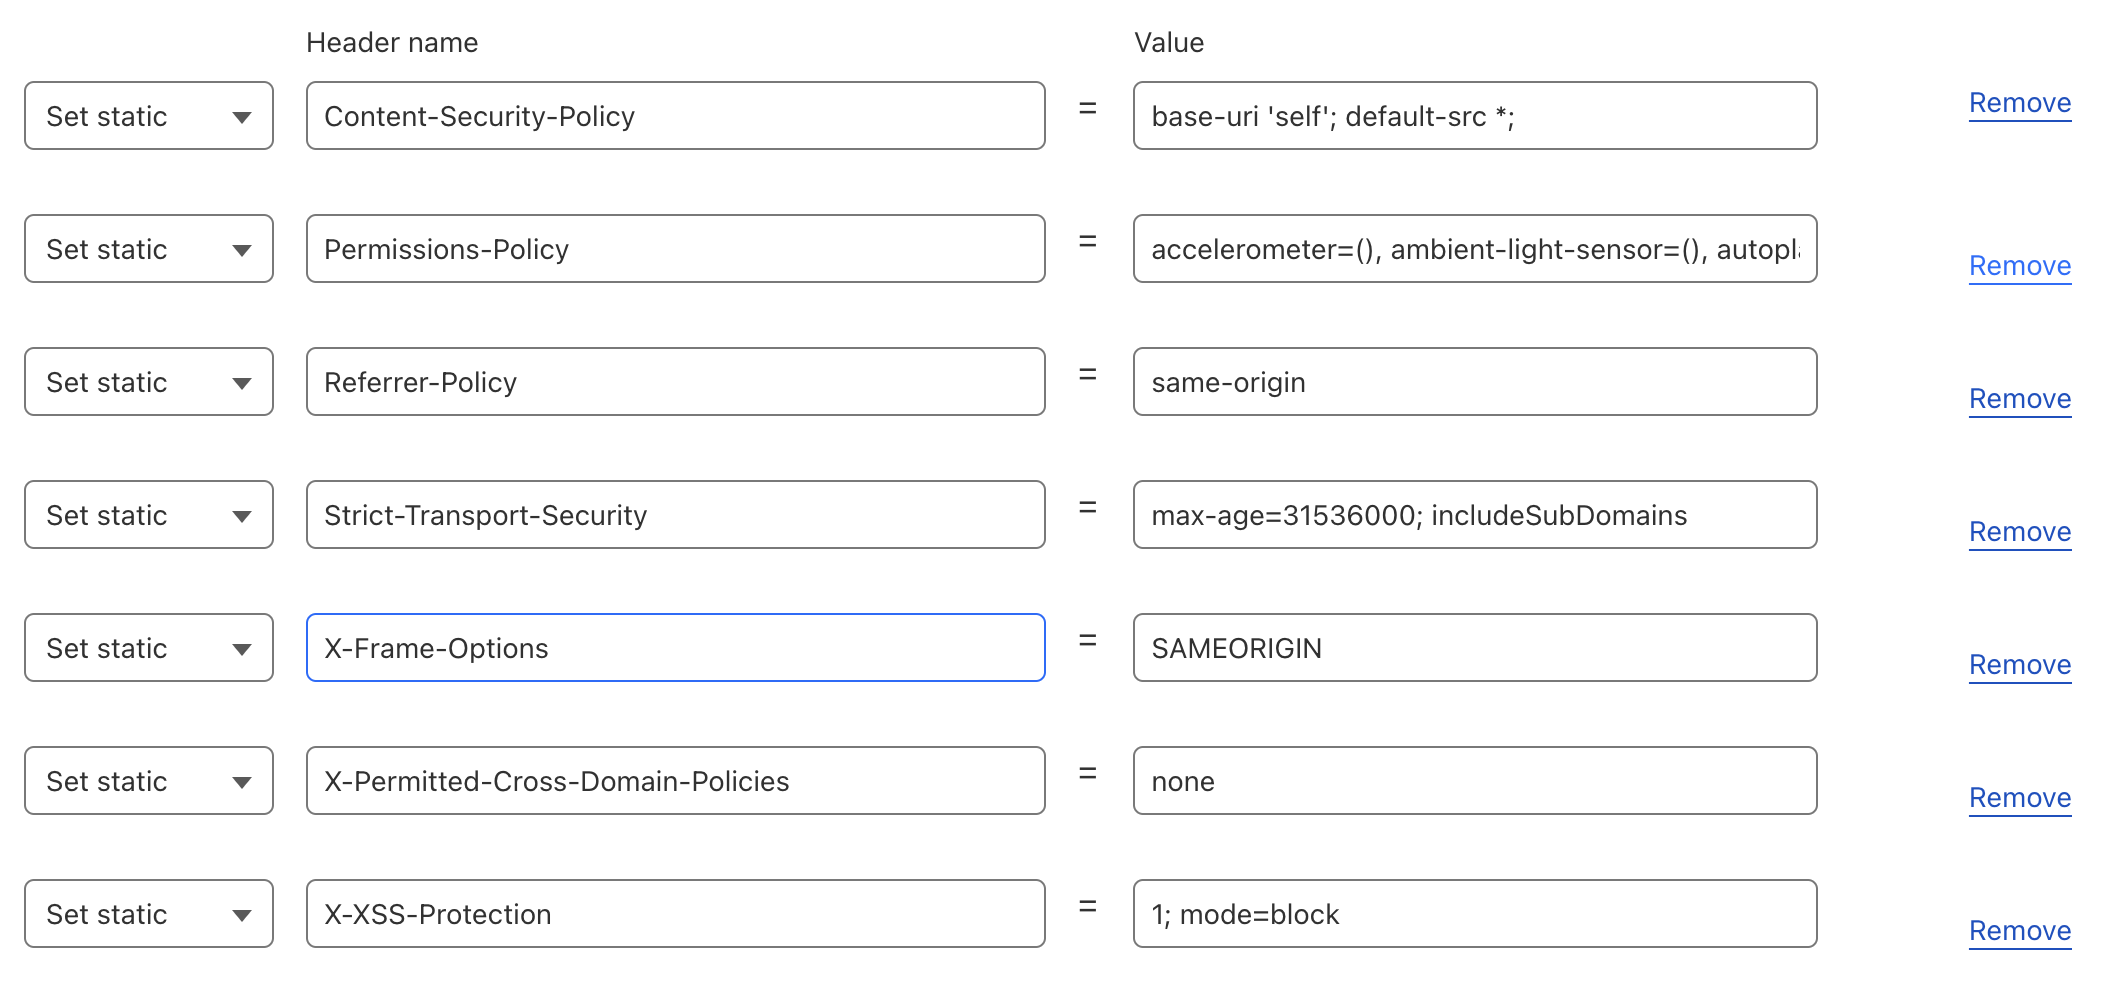 Header name Value
Set static Content-Security-Policy = base-uri 'self'; default-src *; Remove
Set static Permissions-Policy = accelerometer=(), ambient-light-sensor=(), Remove
Set static Referrer-Policy = same-origin Remove
Set static Strict-Transport-Security = max-age=31536000; includeSubDomains Remove
Set static X-Frame-Options = SAMEORIGIN Remove
Set static X-Permitted-Cross-Domain-Policies = none Remove
Set static X-XSS-Protection = 1; mode=block Remove